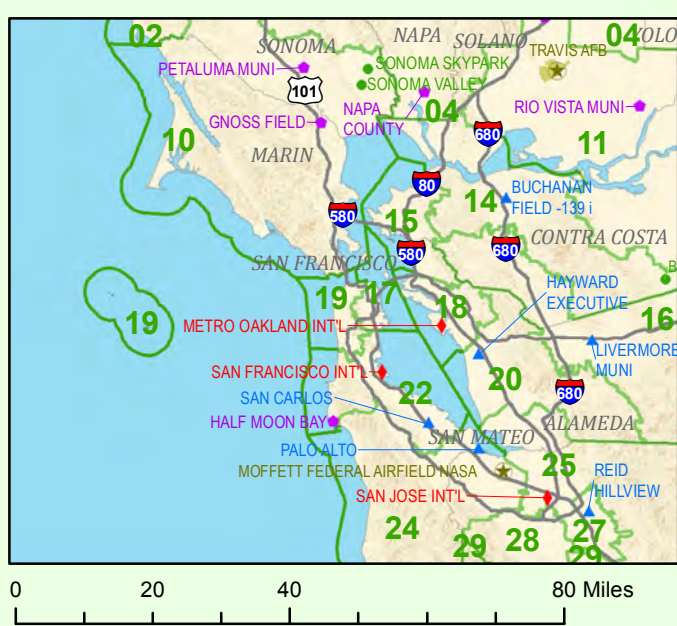 02
SONOMA
NAPA
SOLANO
04
YOLO
TRAVIS AFB
PETALUMA MUNI
SONOMA SKYPARK
SONOMA VALLEY
101
NAPA
COUNTY
04
RIO VISTA MUNI
GNOSS FIELD
680
10
11
MARIN
80
14
BUCHANAN
FIELD -139 i
580
15
CONTRA COSTA
580
680
SAN FRANCISCO
B
HAYWARD
EXECUTIVE
19
17
18
16
19
METRO OAKLAND INT'L
LIVERMORE
MUNI
SAN FRANCISCO INT'L
20
22
680
SAN CARLOS
HALF MOON BAY
ALAMEDA
SAN MATEO
PALO ALTO
MOFFETT FEDERAL AIRFIELD NASA
25
REID
HILLVIEW
SAN JOSE INT'L
24
28
27
29
29
0 20 40 80 Miles